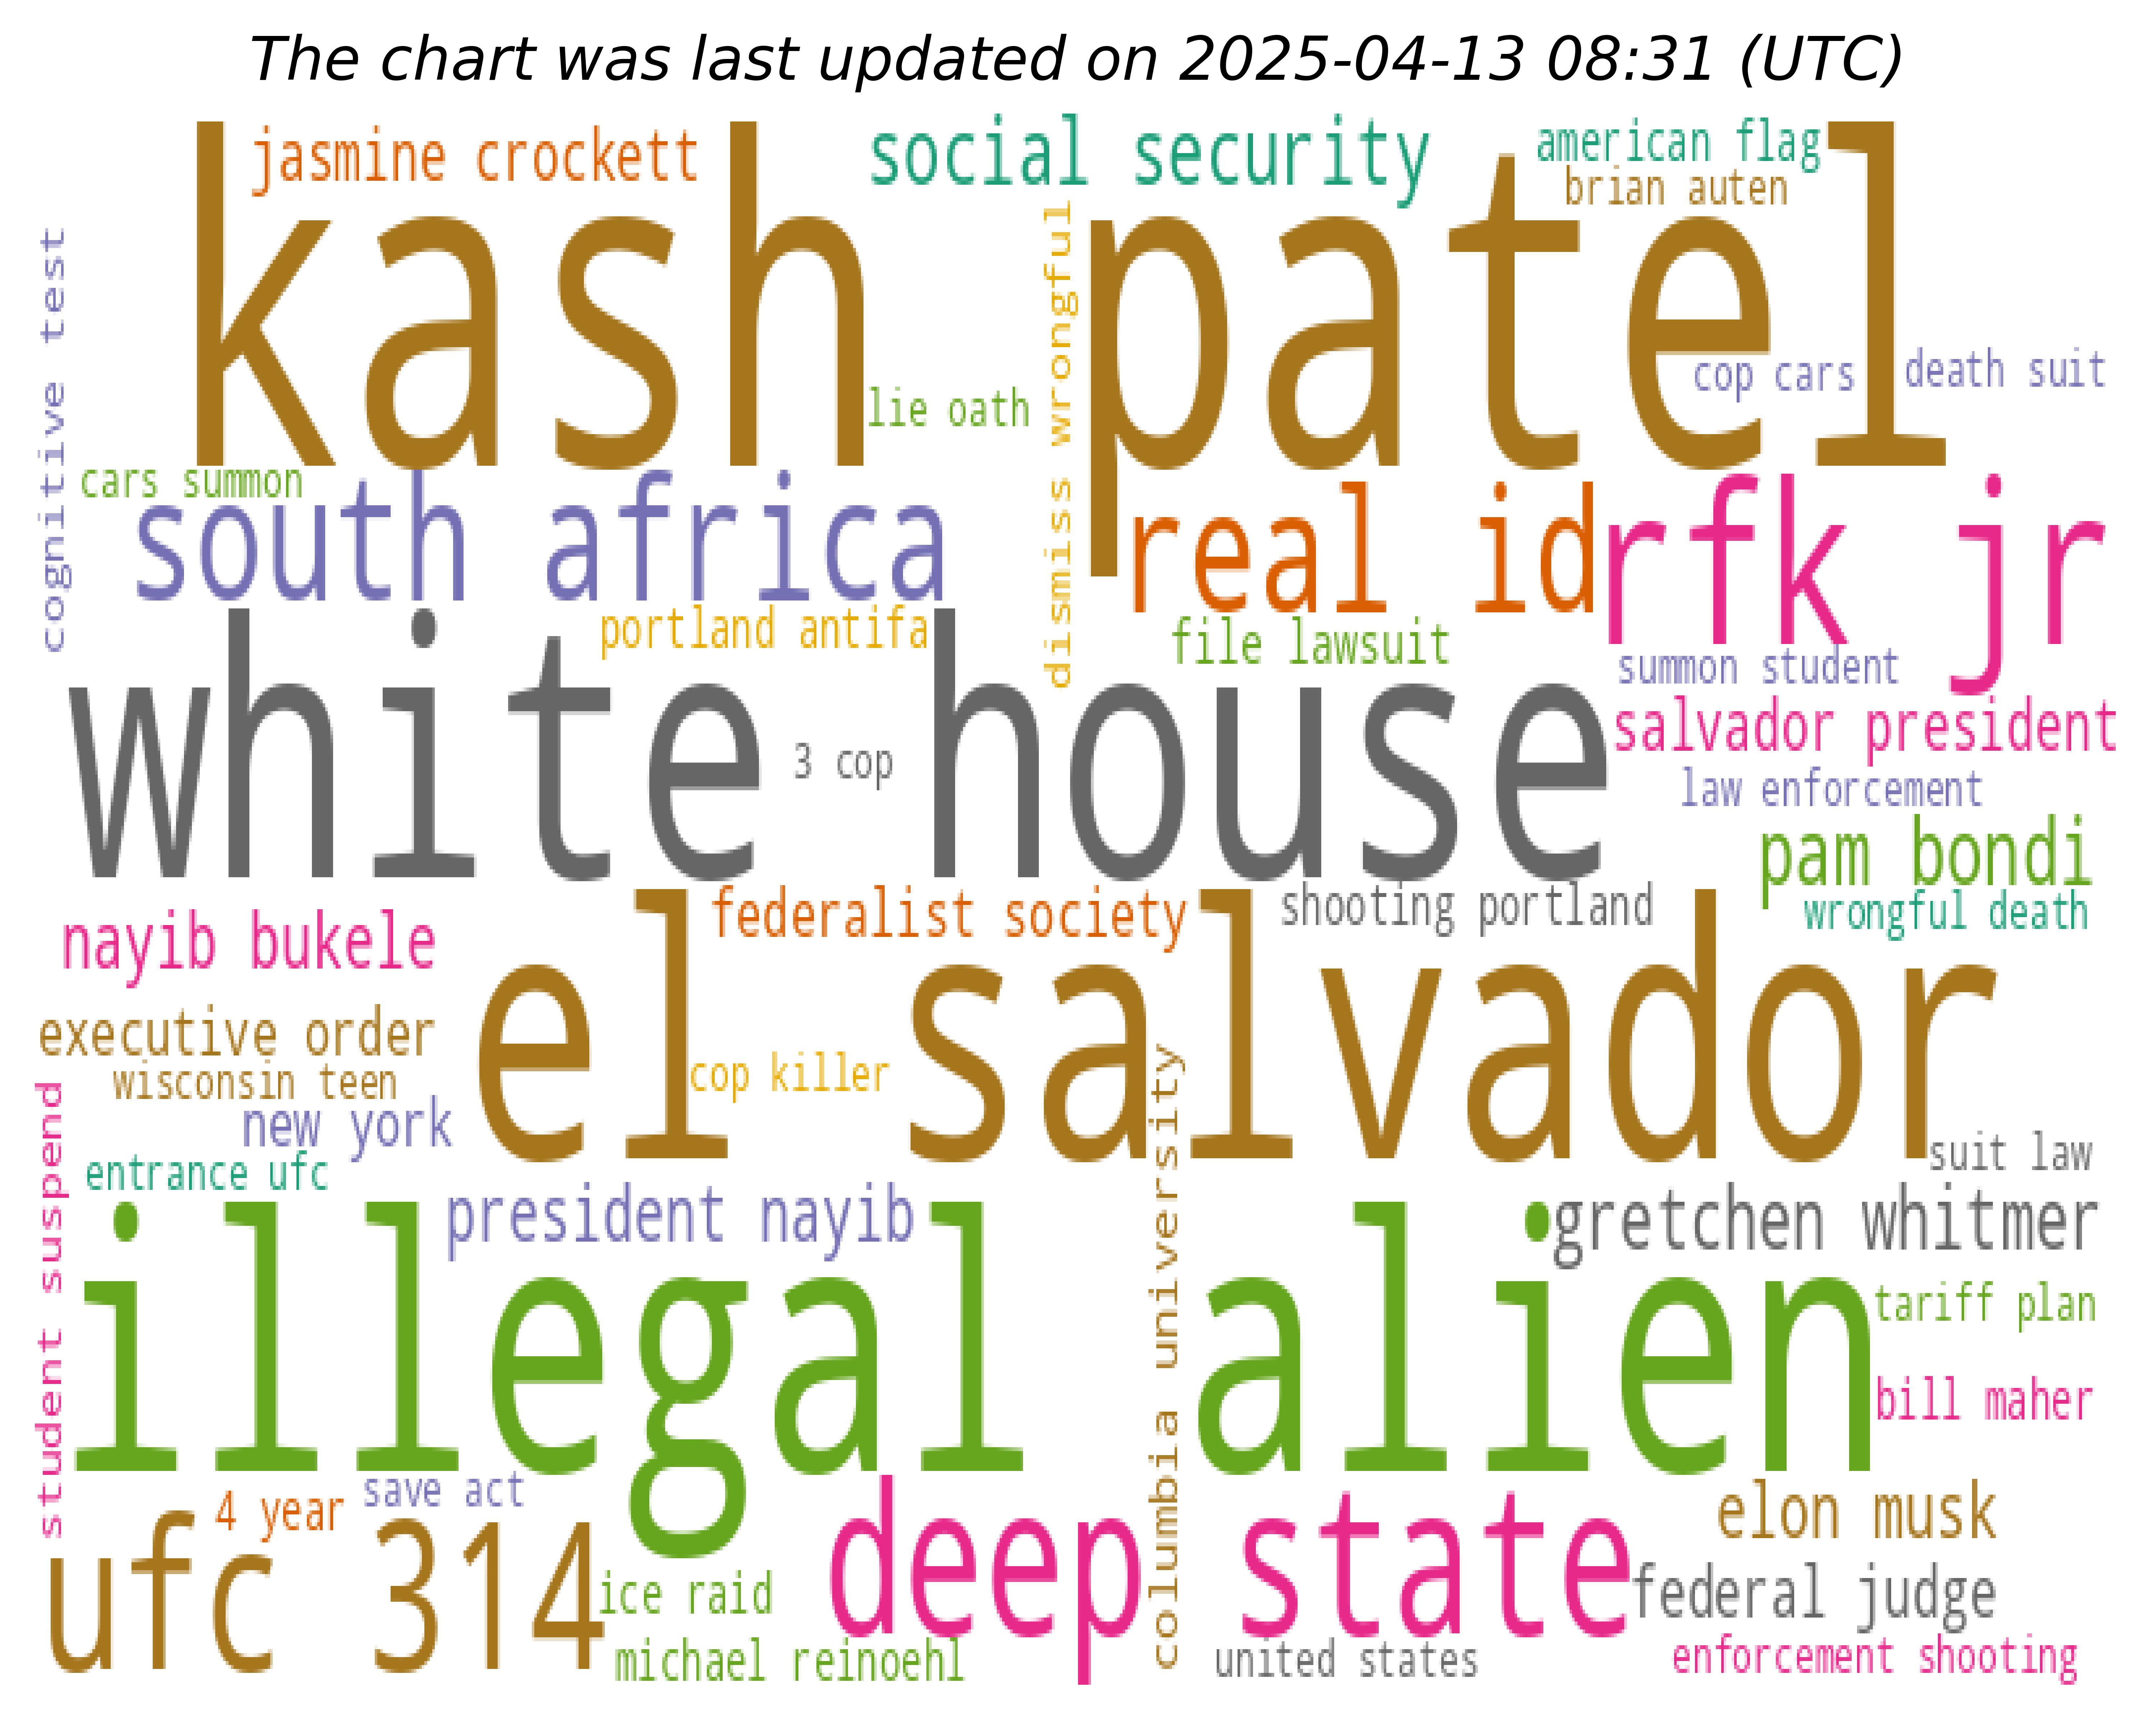 The chart was last updated on 2025-04-13 08:31 (UTC)
jasmine crockett
social security
american flag
brian auten
kash patel
cognitive test
dismiss wrongful
lie oath
cop cars
death suit
cars summon
south africa
real id
rfk jr
portland antifa
file lawsuit
summon student
white house
salvador president
3 cop
law enforcement
pam bondi
federalist society
shooting portland
wrongful death
nayib bukele
el salvador
executive order
cop killer
wisconsin teen
new york
columbia university
suit law
student suspend
entrance ufc
president nayib
gretchen whitmer
illegal alien
tariff plan
bill maher
save act
4 year
deep state
elon musk
ufc 314
ice raid
federal judge
michael reinoehl
united states
enforcement shooting